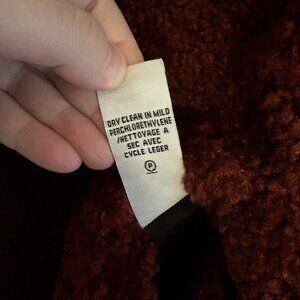 DRY CLEAN IN MILD
PERCHLORETHYLENE
/NETTOYAGE A
SEC AVEC
CYCLE LEGER
P